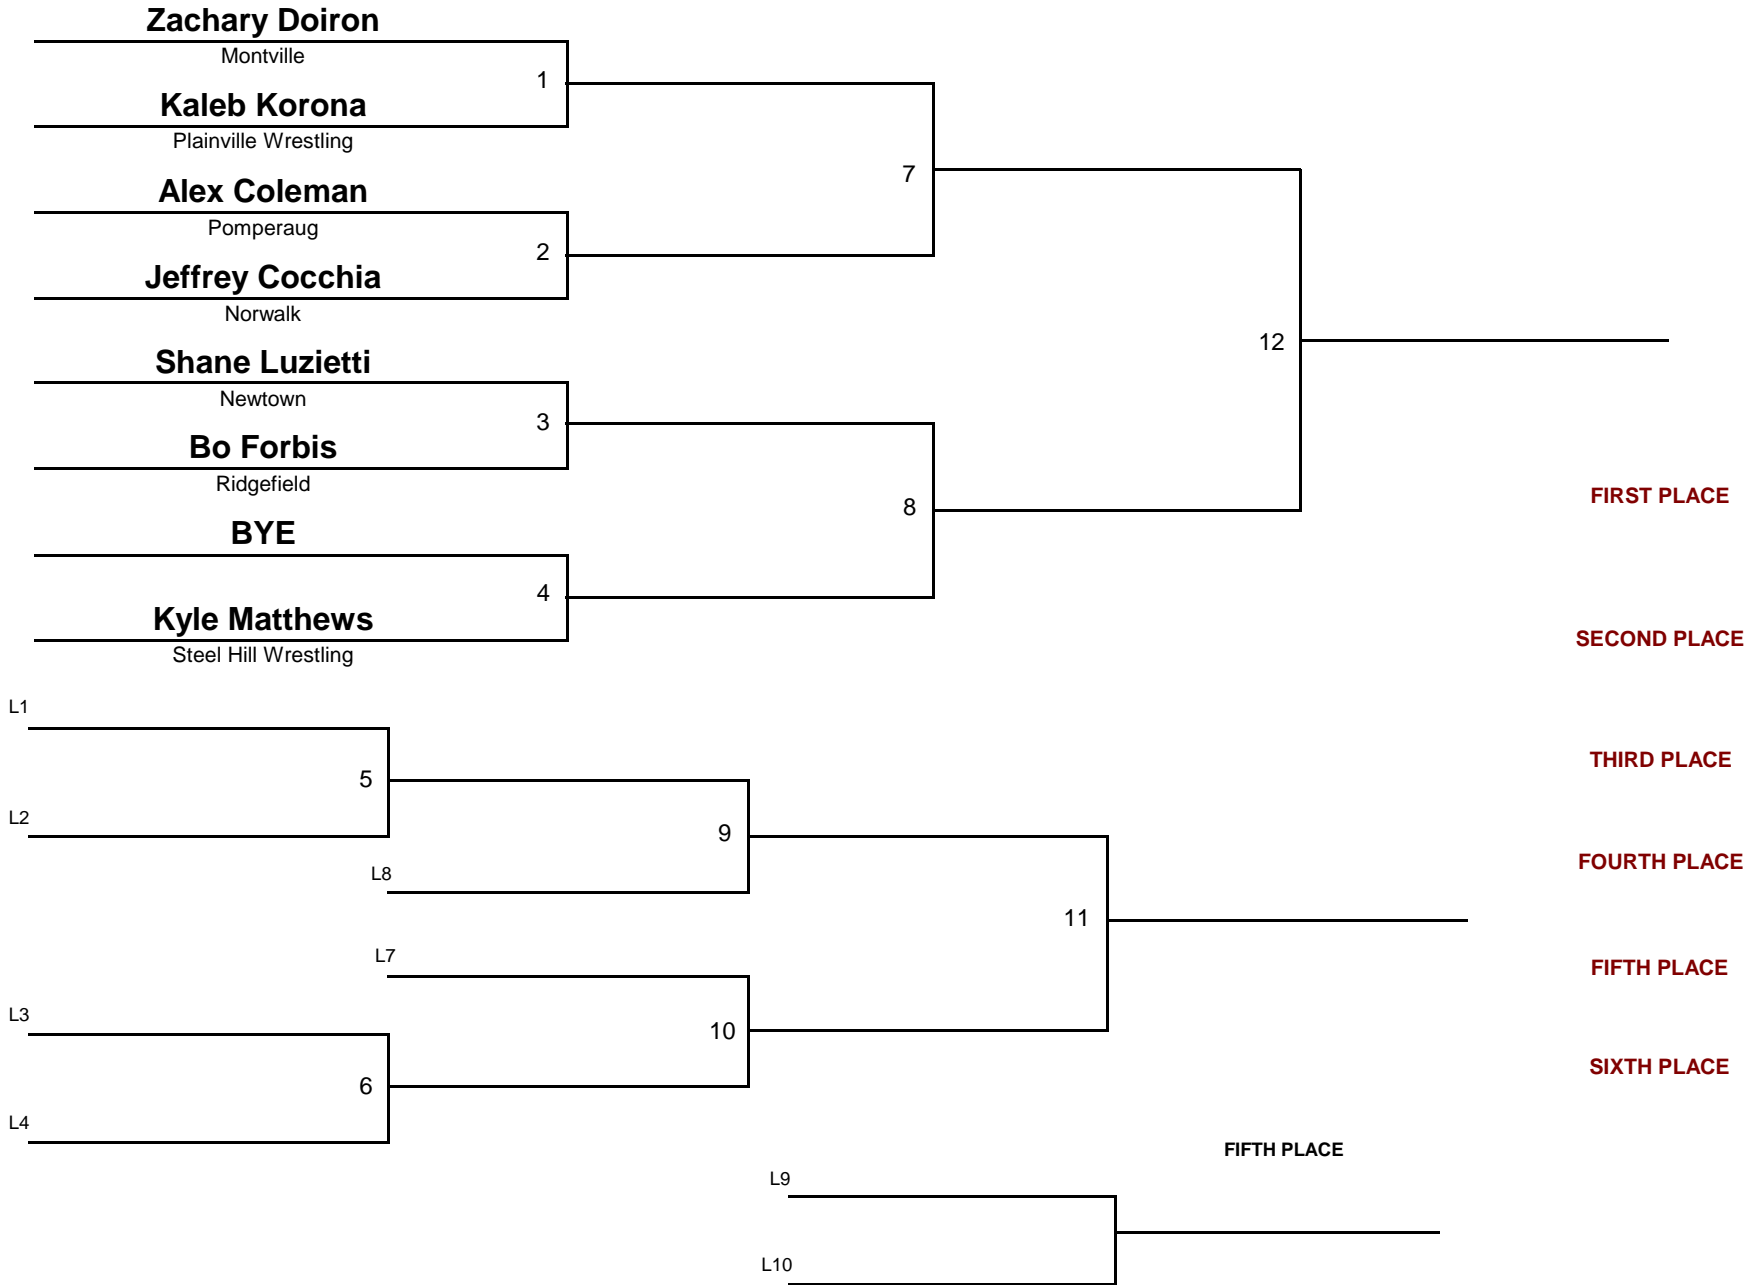 Zachary Doiron
Montville
1
Kaleb Korona
Plainville Wrestling
7
Alex Coleman
Pomperaug
2
Jeffrey Cocchia
Norwalk
12
Shane Luzietti
Newtown
3
Bo Forbis
Ridgefield
8
FIRST PLACE
BYE
4
Kyle Matthews
Steel Hill Wrestling
SECOND PLACE
L1
5
THIRD PLACE
L2
9
L8
FOURTH PLACE
11
L7
FIFTH PLACE
L3
10
6
SIXTH PLACE
L4
FIFTH PLACE
L9
L10